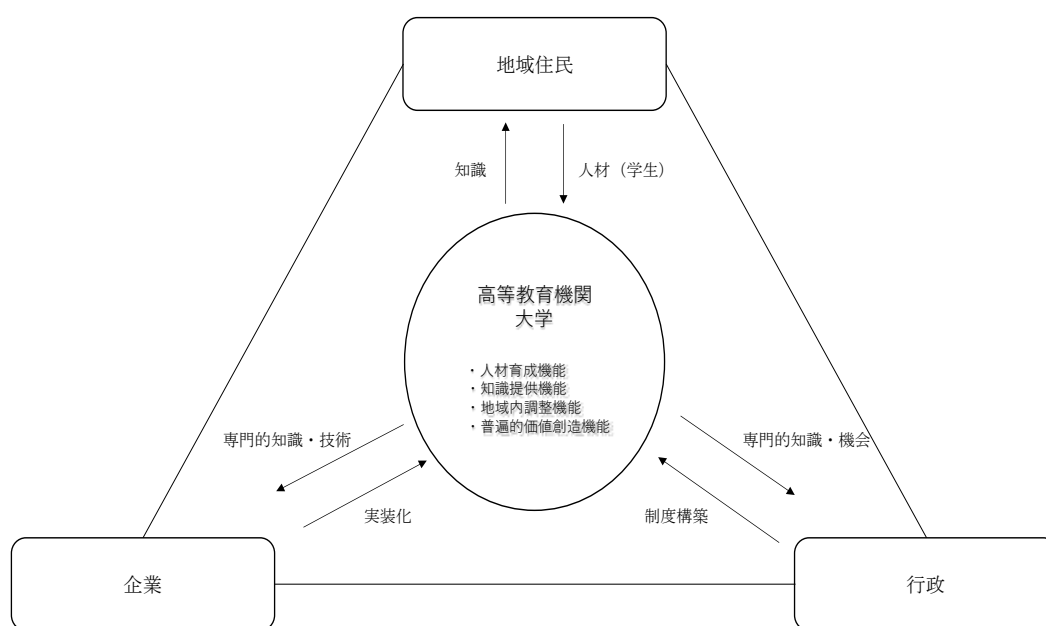 地域住民
知識
人材（学生）
高等教育機関
大学
・人材育成機能
・知識提供機能
・地域内調整機能
・普遍的価値創造機能
専門的知識・技術
専門的知識・機会
実装化
制度構築
企業
行政